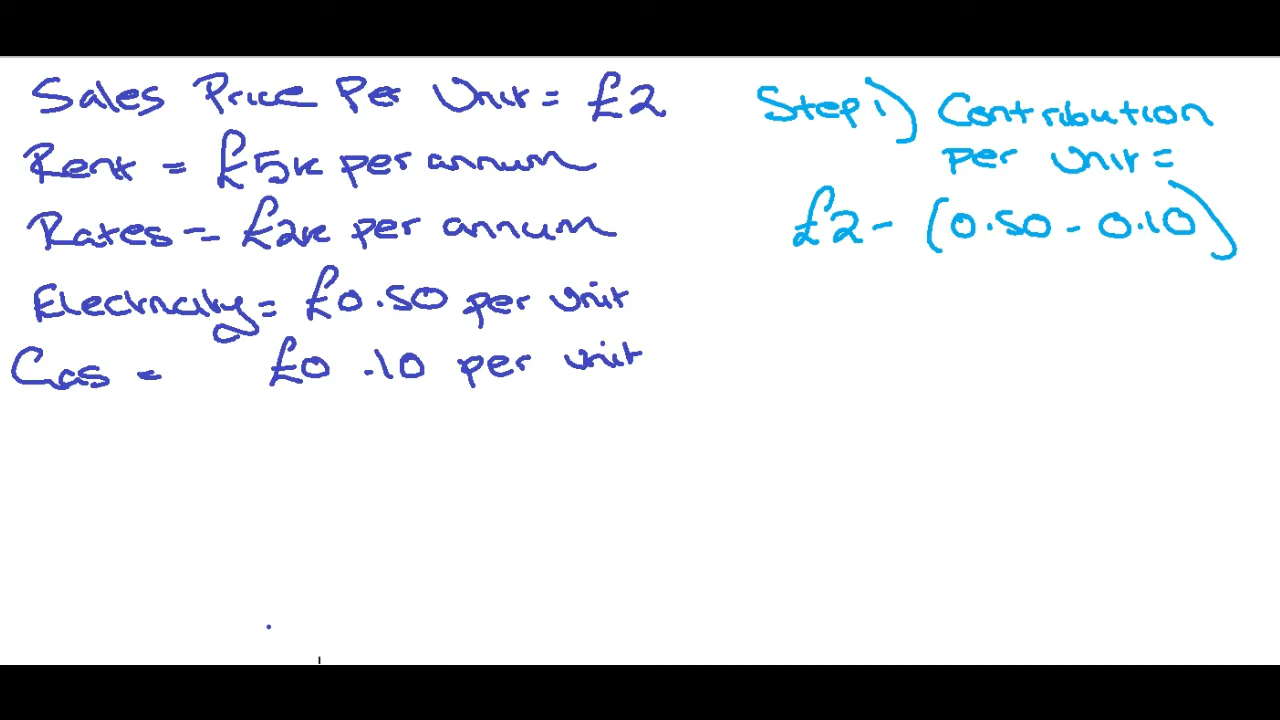 Sales Price Per Unit = £2
Rent = £5k per annum
Rates = £2k per annum
Electricity = £0.50 per unit
Gas = £0.10 per unit
Step 1) Contribution
per unit =
£2 - (0.50 - 0.10)